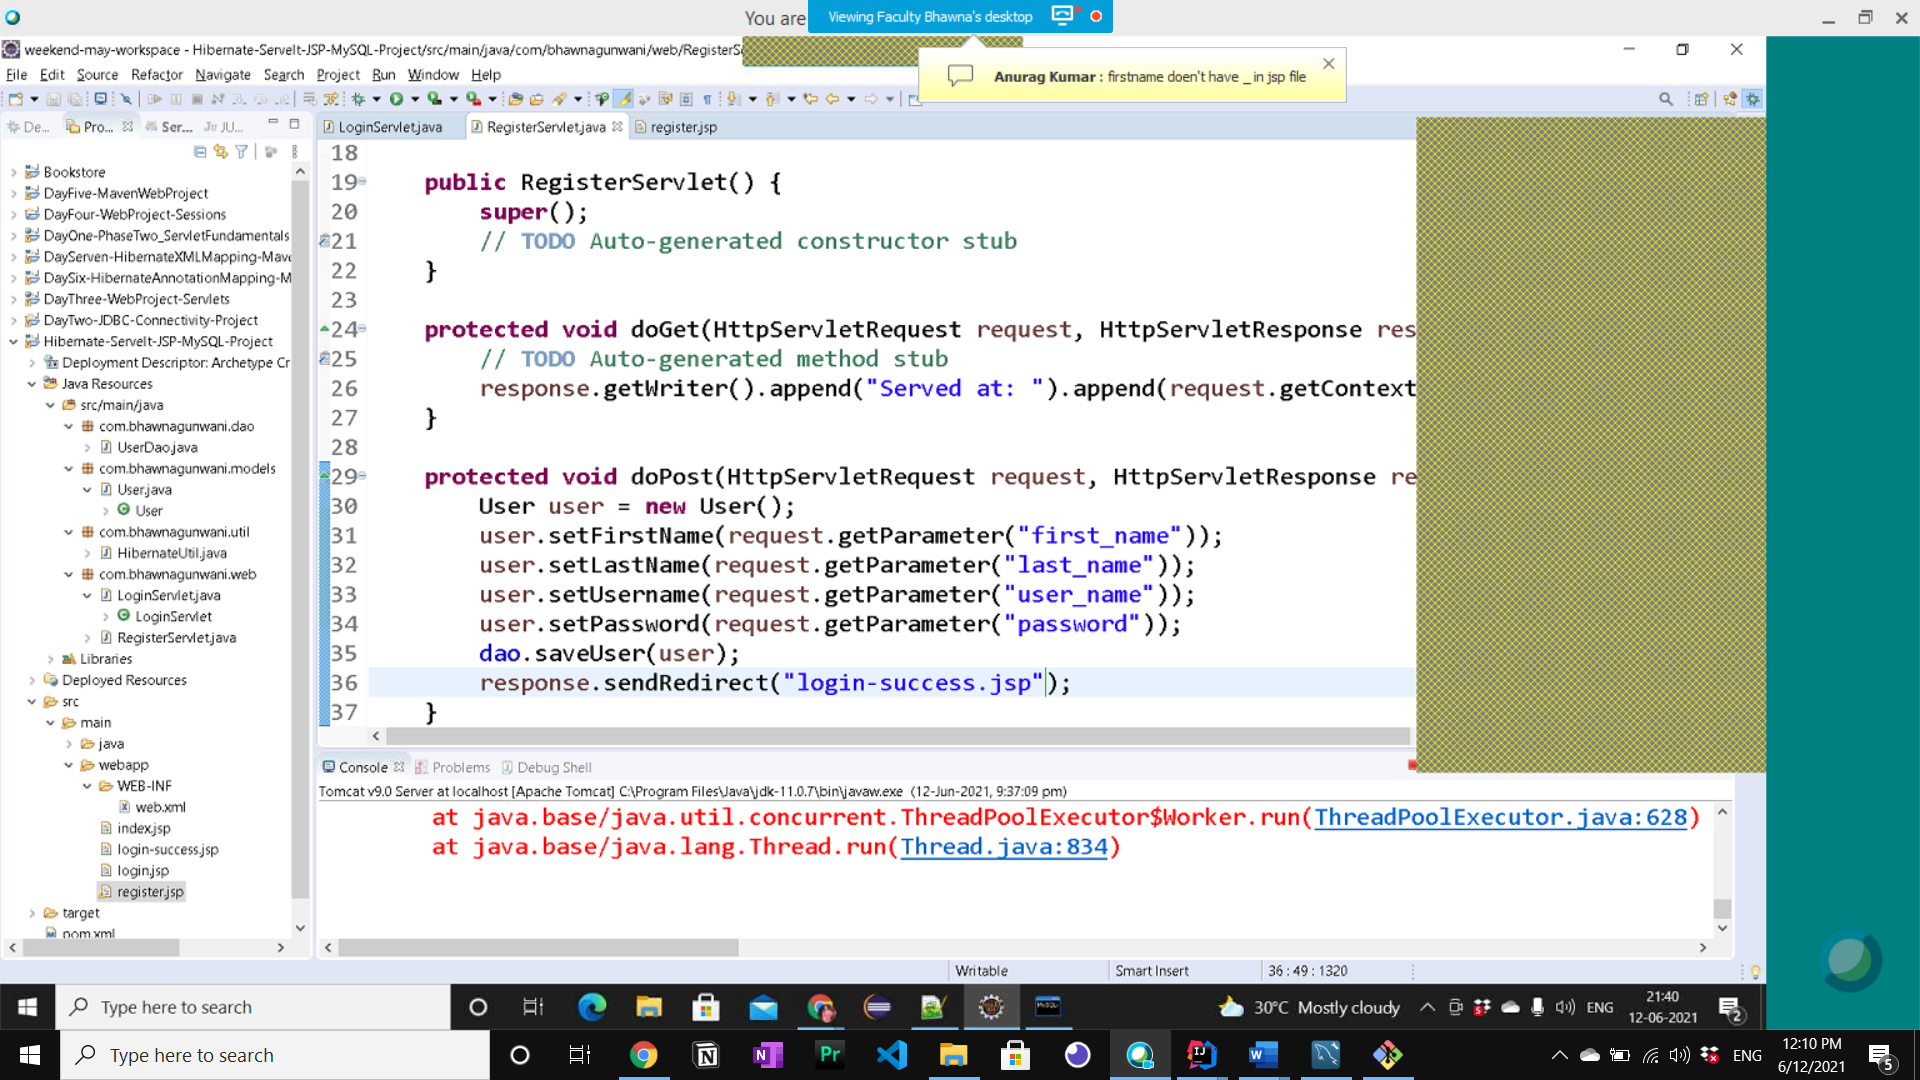 You are
Viewing Faculty Bhawna's desktop
weekend-may-workspace - Hibernate-Servelt-JSP-MySQL-Project/src/main/java/com/bhawnagunwani/web/RegisterSe
Anurag Kumar : firstname doen't have _ in jsp file
File Edit Source Refactor Navigate Search Project Run Window Help
De... Pro... Ser... JU...
LoginServlet.java RegisterServlet.java register.jsp
Bookstore
DayFive-MavenWebProject
DayFour-WebProject-Sessions
DayOne-PhaseTwo_ServletFundamentals
DayServen-HibernateXMLMapping-Mave
DaySix-HibernateAnnotationMapping-M
DayThree-WebProject-Servlets
DayTwo-JDBC-Connectivity-Project
Hibernate-Servelt-JSP-MySQL-Project
Deployment Descriptor: Archetype Cr
Java Resources
src/main/java
com.bhawnagunwani.dao
UserDao.java
com.bhawnagunwani.models
User.java
User
com.bhawnagunwani.util
HibernateUtil.java
com.bhawnagunwani.web
LoginServlet.java
LoginServlet
RegisterServlet.java
Libraries
Deployed Resources
src
main
java
webapp
WEB-INF
web.xml
index.jsp
login-success.jsp
login.jsp
register.jsp
target
pom.xml
18
19 public RegisterServlet() {
20 super();
21 // TODO Auto-generated constructor stub
22 }
23
24 protected void doGet(HttpServletRequest request, HttpServletResponse res
25 // TODO Auto-generated method stub
26 response.getWriter().append("Served at: ").append(request.getContext
27 }
28
29 protected void doPost(HttpServletRequest request, HttpServletResponse re
30 User user = new User();
31 user.setFirstName(request.getParameter("first_name"));
32 user.setLastName(request.getParameter("last_name"));
33 user.setUsername(request.getParameter("user_name"));
34 user.setPassword(request.getParameter("password"));
35 dao.saveUser(user);
36 response.sendRedirect("login-success.jsp");
37 }
Console Problems Debug Shell
Tomcat v9.0 Server at localhost [Apache Tomcat] C:\Program Files\Java\jdk-11.0.7\bin\javaw.exe (12-Jun-2021, 9:37:09 pm)
at java.base/java.util.concurrent.ThreadPoolExecutor$Worker.run(ThreadPoolExecutor.java:628)
at java.base/java.lang.Thread.run(Thread.java:834)
Writable Smart Insert 36 : 49 : 1320
Type here to search
30°C Mostly cloudy
ENG
21:40
12-06-2021
2
Type here to search
ENG
12:10 PM
6/12/2021
5